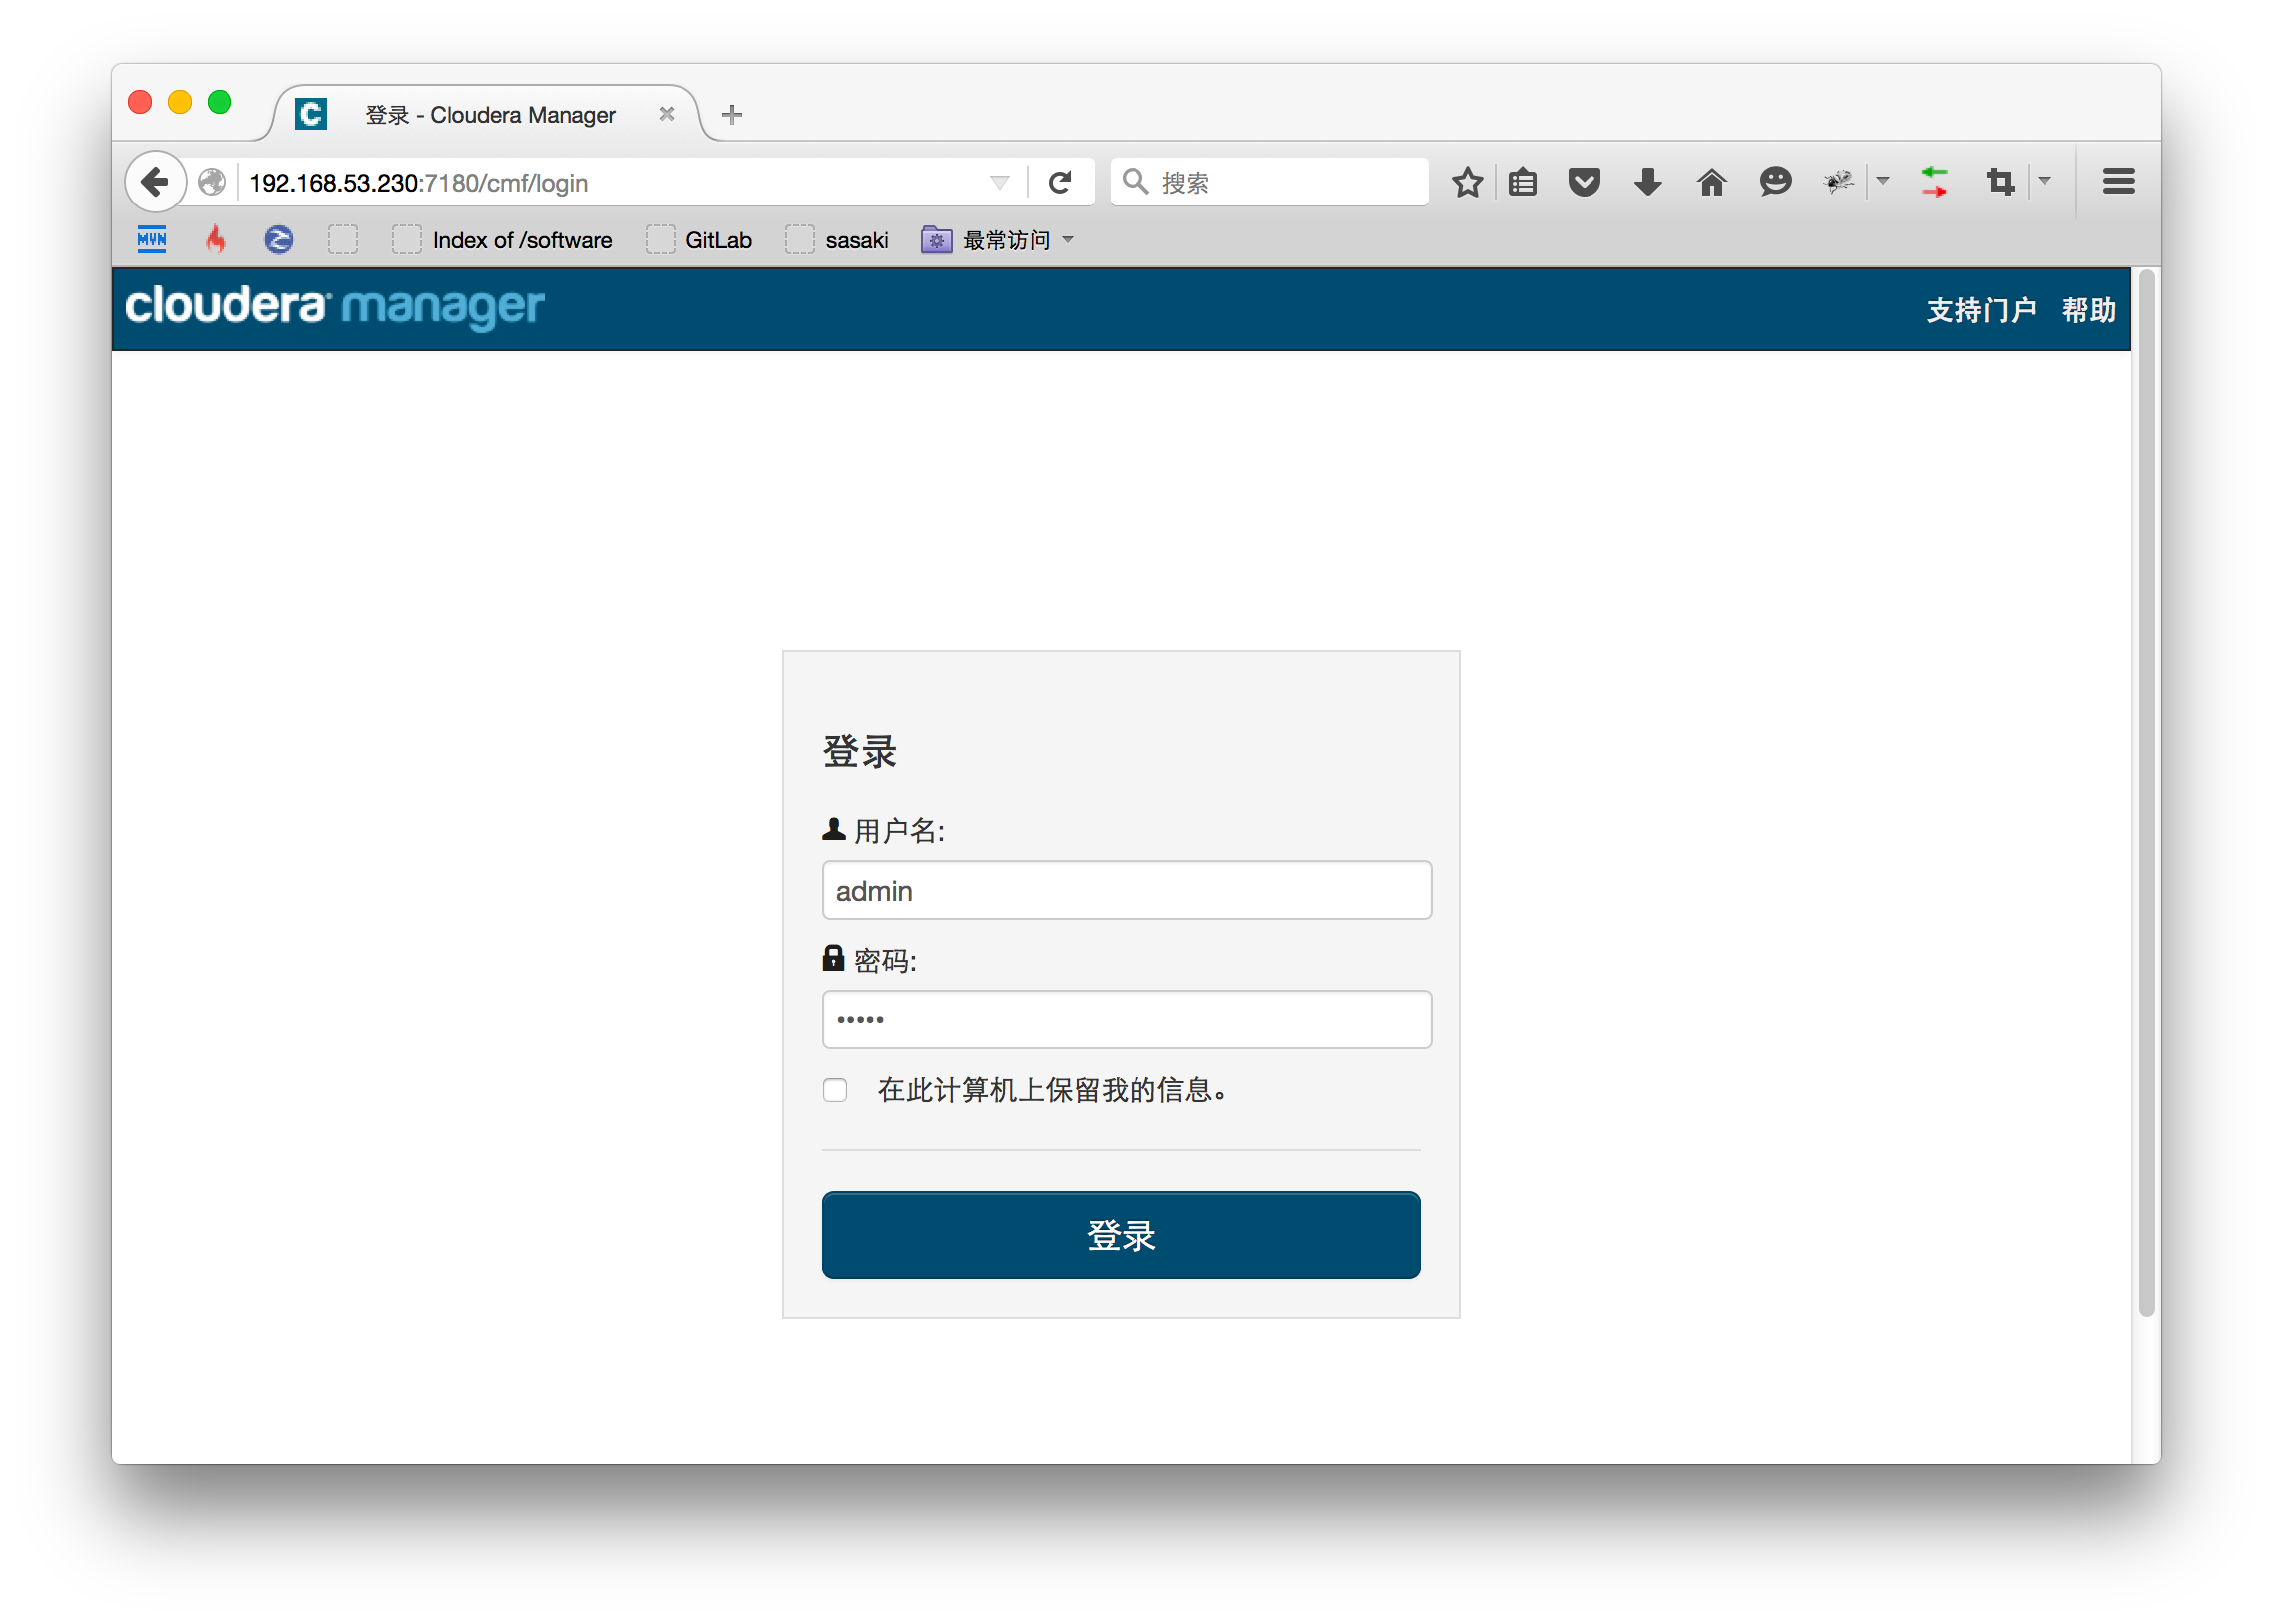 登录 - Cloudera Manager
192.168.53.230:7180/cmf/login
搜索
MVN
Index of /software
GitLab
sasaki
最常访问
cloudera manager
支持门户 帮助
登录
用户名:
admin
密码:
•••••
在此计算机上保留我的信息。
登录